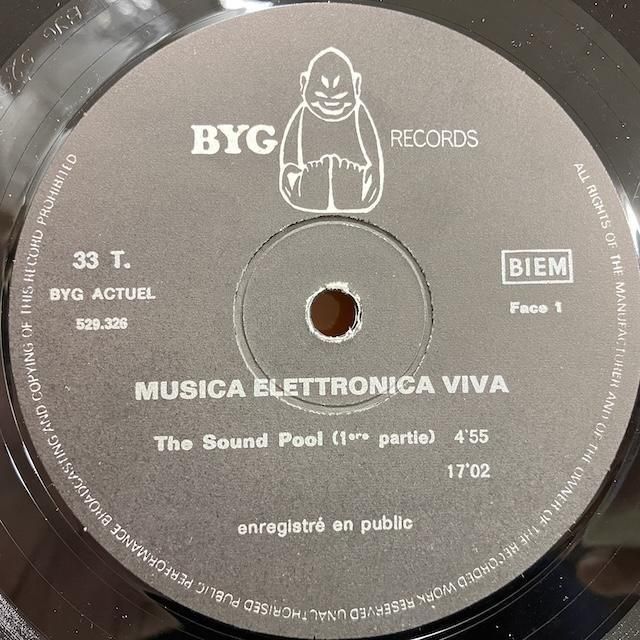 BYG RECORDS
33 T.
BYG ACTUEL
529.326
BIEM
Face 1
MUSICA ELETTRONICA VIVA
The Sound Pool (1ere partie) 4'55
17'02
enregistré en public
ALL RIGHTS OF THE MANUFACTURER AND OF THE OWNER OF THE RECORDED WORK RESERVED UNAUTHORISED PUBLIC PERFORMANCE BROADCASTING AND COPYING OF THIS RECORD PROHIBITED